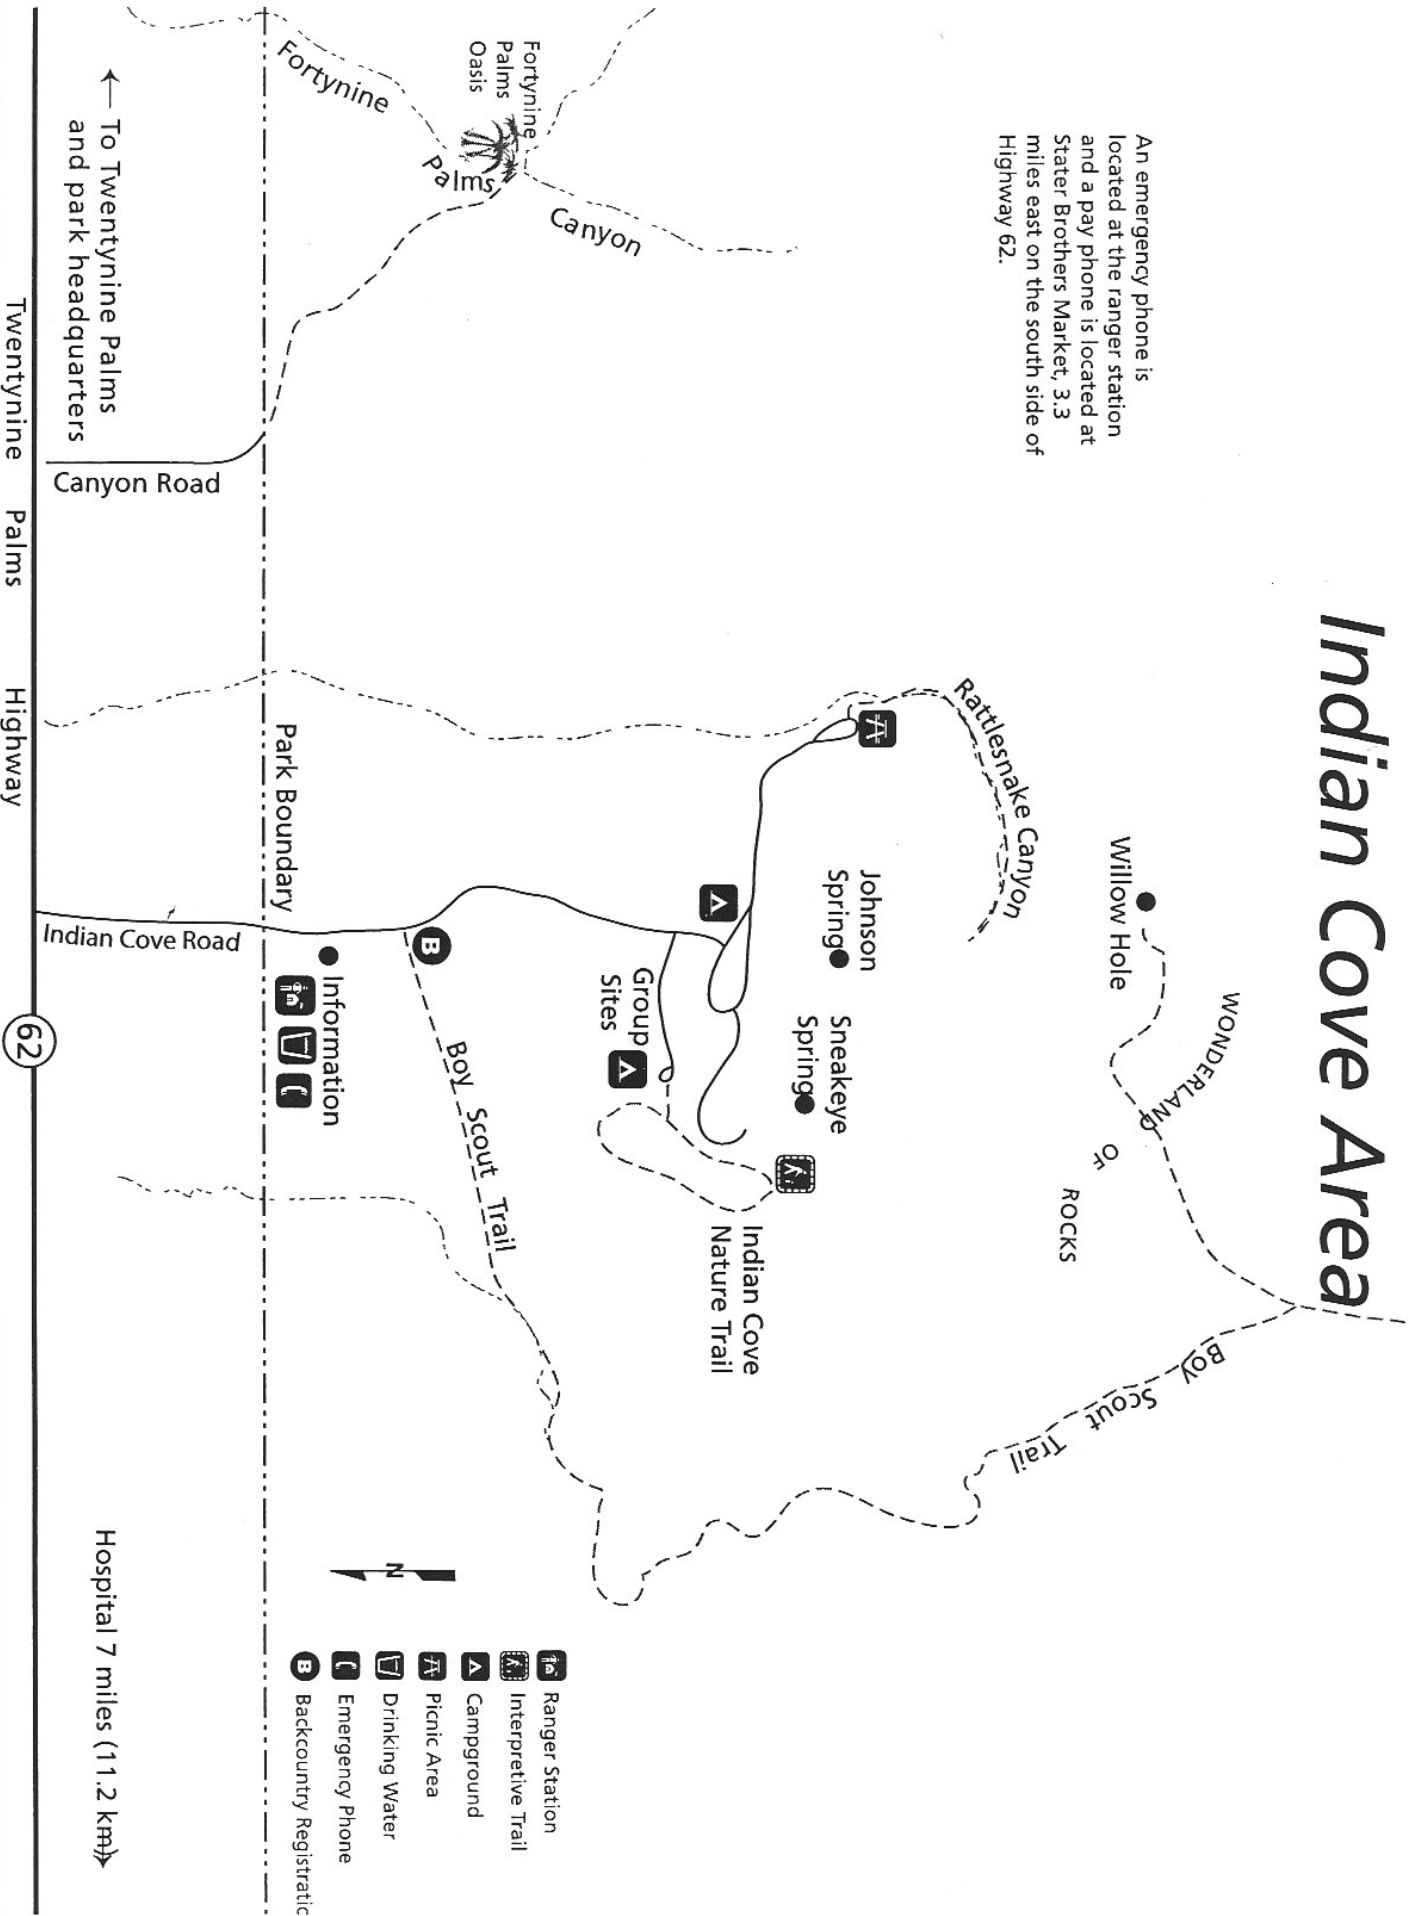 Indian Cove Area
An emergency phone is
located at the ranger station
and a pay phone is located at
Stater Brothers Market, 3.3
miles east on the south side of
Highway 62.
WONDERLAND
OF
ROCKS
Willow Hole
Boy Scout Trail
Rattlesnake Canyon
Johnson
Spring
Sneakeye
Spring
Indian Cove
Nature Trail
Group
Sites
Canyon
Fortynine
Palms
Oasis
Palms
Fortynine
Boy Scout Trail
B
Information
Park Boundary
N
Ranger Station
Interpretive Trail
Campground
Picnic Area
Drinking Water
Emergency Phone
B Backcountry Registratio
Canyon Road
Indian Cove Road
To Twentynine Palms
and park headquarters
Hospital 7 miles (11.2 km)
Twentynine Palms Highway
62